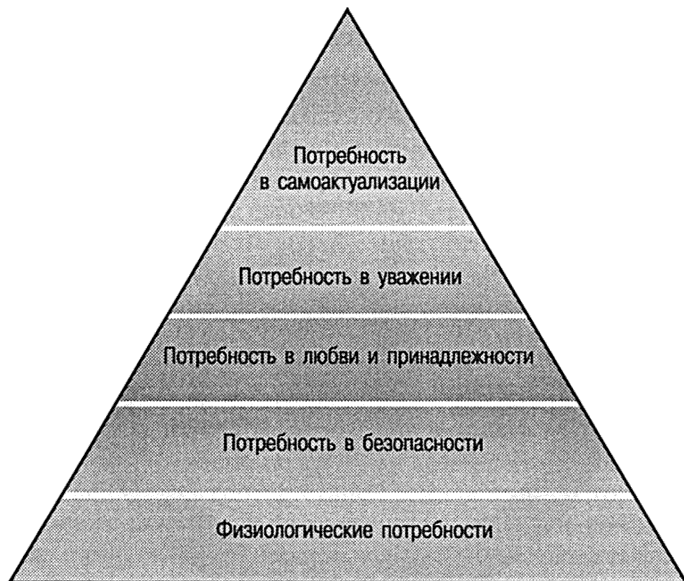 Потребность
в самоактуализации
Потребность в уважении
Потребность в любви и принадлежности
Потребность в безопасности
Физиологические потребности